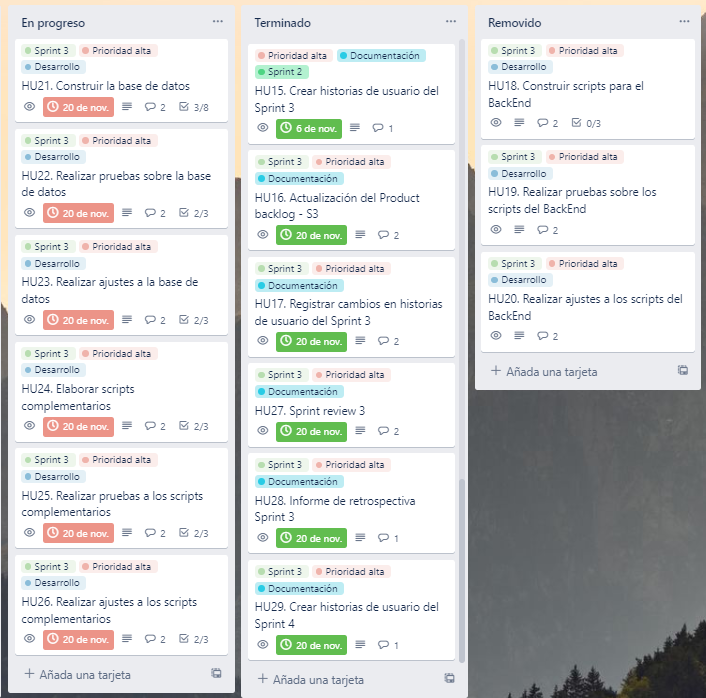 En progreso
Sprint 3 Prioridad alta
Desarrollo
HU21. Construir la base de datos
20 de nov. 2 3/8
Sprint 3 Prioridad alta
Desarrollo
HU22. Realizar pruebas sobre la base
de datos
20 de nov. 2 2/3
Sprint 3 Prioridad alta
Desarrollo
HU23. Realizar ajustes a la base de
datos
20 de nov. 2 2/3
Sprint 3 Prioridad alta
Desarrollo
HU24. Elaborar scripts
complementarios
20 de nov. 2 2/3
Sprint 3 Prioridad alta
Desarrollo
HU25. Realizar pruebas a los scripts
complementarios
20 de nov. 2 2/3
Sprint 3 Prioridad alta
Desarrollo
HU26. Realizar ajustes a los scripts
complementarios
20 de nov. 2 2/3
Añada una tarjeta
Terminado
Prioridad alta Documentación
Sprint 2
HU15. Crear historias de usuario del
Sprint 3
6 de nov. 1
Sprint 3 Prioridad alta
Documentación
HU16. Actualización del Product
backlog - S3
20 de nov. 2
Sprint 3 Prioridad alta
Documentación
HU17. Registrar cambios en historias
de usuario del Sprint 3
20 de nov. 2
Sprint 3 Prioridad alta
Documentación
HU27. Sprint review 3
20 de nov. 2
Sprint 3 Prioridad alta
Documentación
HU28. Informe de retrospectiva
Sprint 3
20 de nov. 1
Sprint 3 Prioridad alta
Documentación
HU29. Crear historias de usuario del
Sprint 4
20 de nov. 1
Añada una tarjeta
Removido
Sprint 3 Prioridad alta
Desarrollo
HU18. Construir scripts para el
BackEnd
2 0/3
Sprint 3 Prioridad alta
Desarrollo
HU19. Realizar pruebas sobre los
scripts del BackEnd
2
Sprint 3 Prioridad alta
Desarrollo
HU20. Realizar ajustes a los scripts del
BackEnd
2
Añada una tarjeta